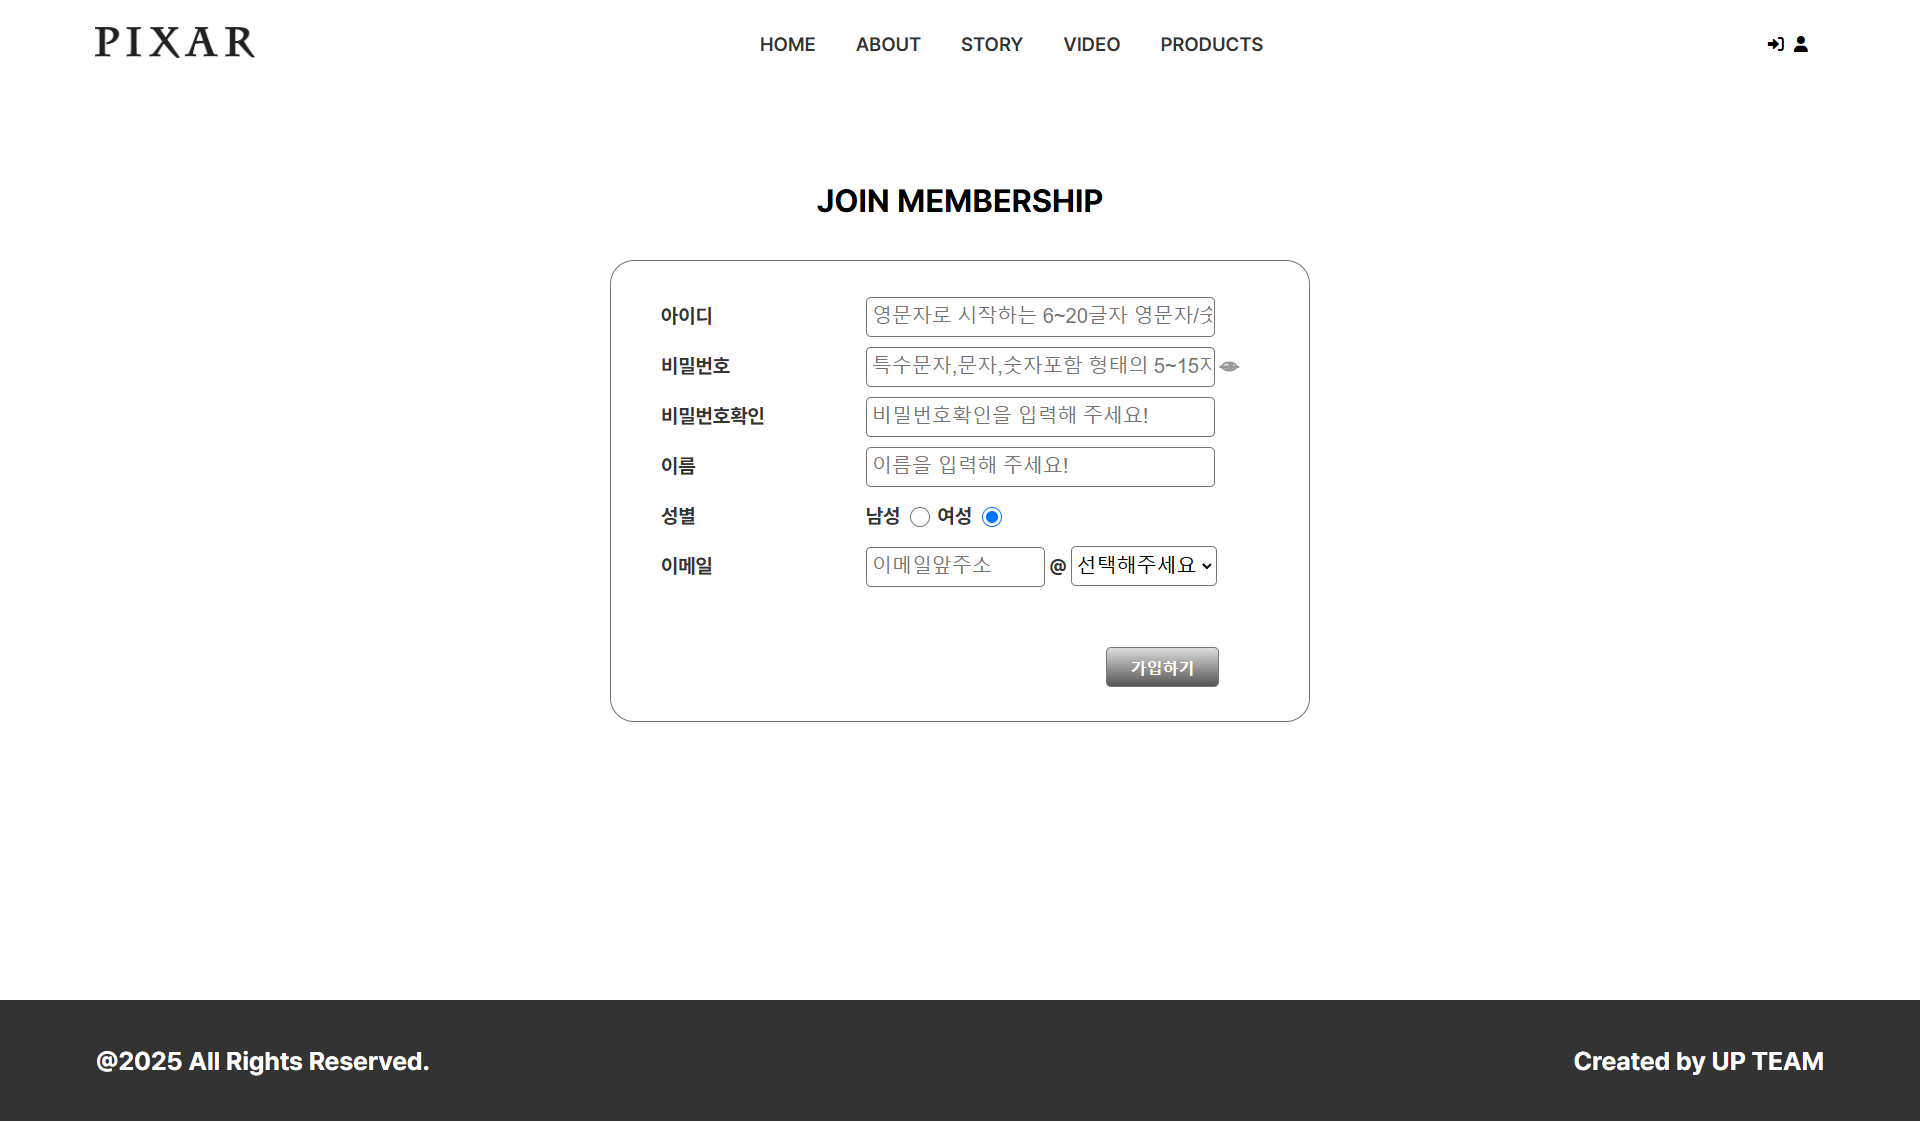 PIXAR
HOME ABOUT STORY VIDEO PRODUCTS
JOIN MEMBERSHIP
아이디 영문자로 시작하는 6~20글자 영문자/
비밀번호 특수문자,문자,숫자포함 형태의 5~15
비밀번호확인 비밀번호확인을 입력해 주세요!
이름 이름을 입력해 주세요!
성별 남성 여성
이메일 이메일앞주소 @ 선택해주세요
가입하기
@2025 All Rights Reserved. Created by UP TEAM